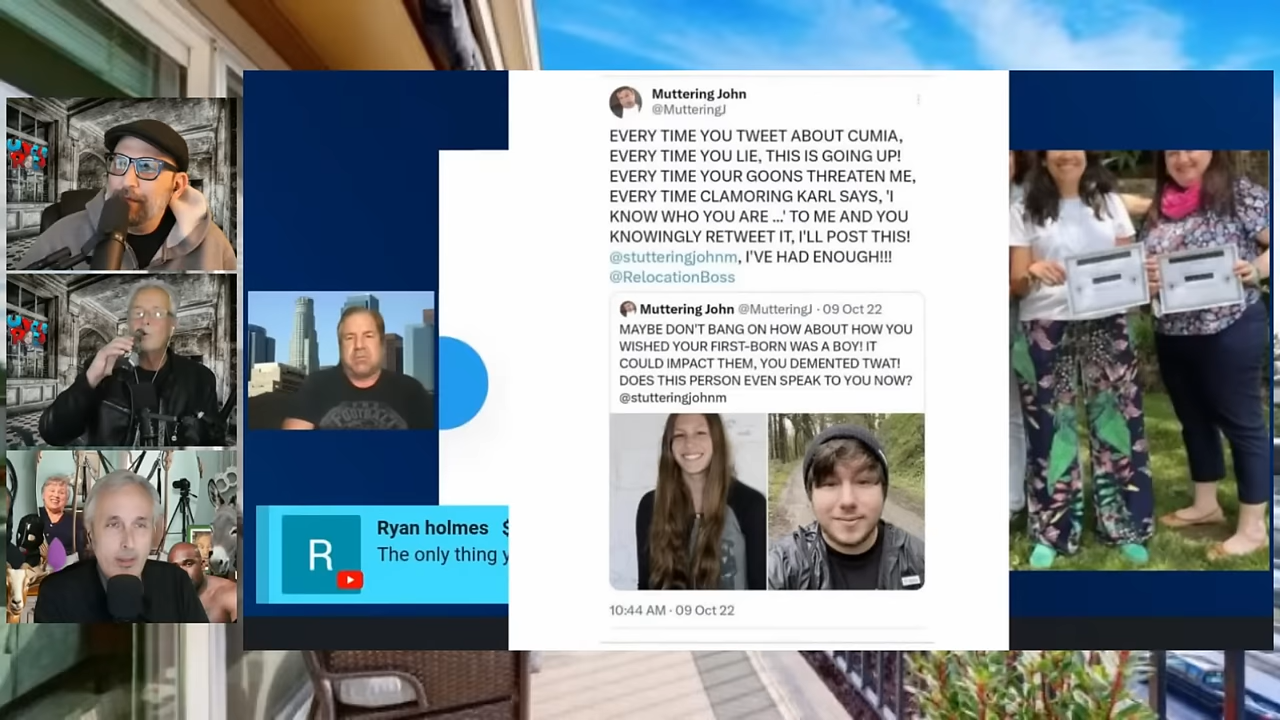 Muttering John
@MutteringJ
EVERY TIME YOU TWEET ABOUT CUMIA,
EVERY TIME YOU LIE, THIS IS GOING UP!
EVERY TIME YOUR GOONS THREATEN ME,
EVERY TIME CLAMORING KARL SAYS, 'I
KNOW WHO YOU ARE ...' TO ME AND YOU
KNOWINGLY RETWEET IT, I'LL POST THIS!
@stutteringjohnm, I'VE HAD ENOUGH!!!
@RelocationBoss
Muttering John @MutteringJ · 09 Oct 22
MAYBE DON'T BANG ON HOW ABOUT HOW YOU
WISHED YOUR FIRST-BORN WAS A BOY! IT
COULD IMPACT THEM, YOU DEMENTED TWAT!
DOES THIS PERSON EVEN SPEAK TO YOU NOW?
@stutteringjohnm
10:44 AM · 09 Oct 22
R
Ryan holmes $
The only thing y